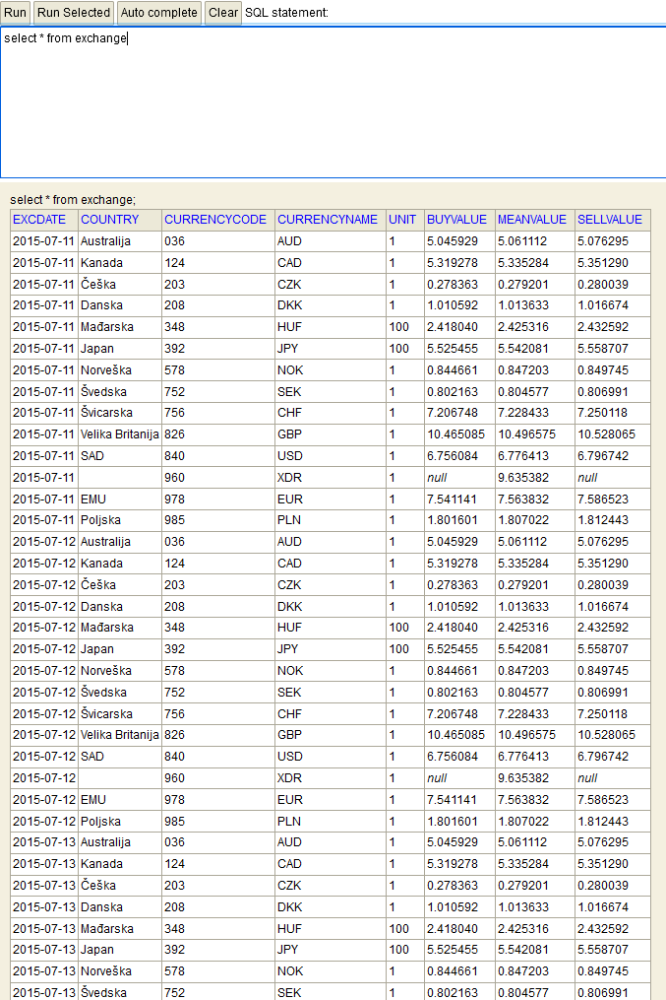 Run Run Selected Auto complete Clear SQL statement:
select * from exchange
select * from exchange;
EXCDATE COUNTRY CURRENCYCODE CURRENCYNAME UNIT BUYVALUE MEANVALUE SELLVALUE
2015-07-11 Australija 036 AUD 1 5.045929 5.061112 5.076295
2015-07-11 Kanada 124 CAD 1 5.319278 5.335284 5.351290
2015-07-11 Češka 203 CZK 1 0.278363 0.279201 0.280039
2015-07-11 Danska 208 DKK 1 1.010592 1.013633 1.016674
2015-07-11 Mađarska 348 HUF 100 2.418040 2.425316 2.432592
2015-07-11 Japan 392 JPY 100 5.525455 5.542081 5.558707
2015-07-11 Norveška 578 NOK 1 0.844661 0.847203 0.849745
2015-07-11 Švedska 752 SEK 1 0.802163 0.804577 0.806991
2015-07-11 Švicarska 756 CHF 1 7.206748 7.228433 7.250118
2015-07-11 Velika Britanija 826 GBP 1 10.465085 10.496575 10.528065
2015-07-11 SAD 840 USD 1 6.756084 6.776413 6.796742
2015-07-11 960 XDR 1 null 9.635382 null
2015-07-11 EMU 978 EUR 1 7.541141 7.563832 7.586523
2015-07-11 Poljska 985 PLN 1 1.801601 1.807022 1.812443
2015-07-12 Australija 036 AUD 1 5.045929 5.061112 5.076295
2015-07-12 Kanada 124 CAD 1 5.319278 5.335284 5.351290
2015-07-12 Češka 203 CZK 1 0.278363 0.279201 0.280039
2015-07-12 Danska 208 DKK 1 1.010592 1.013633 1.016674
2015-07-12 Mađarska 348 HUF 100 2.418040 2.425316 2.432592
2015-07-12 Japan 392 JPY 100 5.525455 5.542081 5.558707
2015-07-12 Norveška 578 NOK 1 0.844661 0.847203 0.849745
2015-07-12 Švedska 752 SEK 1 0.802163 0.804577 0.806991
2015-07-12 Švicarska 756 CHF 1 7.206748 7.228433 7.250118
2015-07-12 Velika Britanija 826 GBP 1 10.465085 10.496575 10.528065
2015-07-12 SAD 840 USD 1 6.756084 6.776413 6.796742
2015-07-12 960 XDR 1 null 9.635382 null
2015-07-12 EMU 978 EUR 1 7.541141 7.563832 7.586523
2015-07-12 Poljska 985 PLN 1 1.801601 1.807022 1.812443
2015-07-13 Australija 036 AUD 1 5.045929 5.061112 5.076295
2015-07-13 Kanada 124 CAD 1 5.319278 5.335284 5.351290
2015-07-13 Češka 203 CZK 1 0.278363 0.279201 0.280039
2015-07-13 Danska 208 DKK 1 1.010592 1.013633 1.016674
2015-07-13 Mađarska 348 HUF 100 2.418040 2.425316 2.432592
2015-07-13 Japan 392 JPY 100 5.525455 5.542081 5.558707
2015-07-13 Norveška 578 NOK 1 0.844661 0.847203 0.849745
2015-07-13 Švedska 752 SEK 1 0.802163 0.804577 0.806991